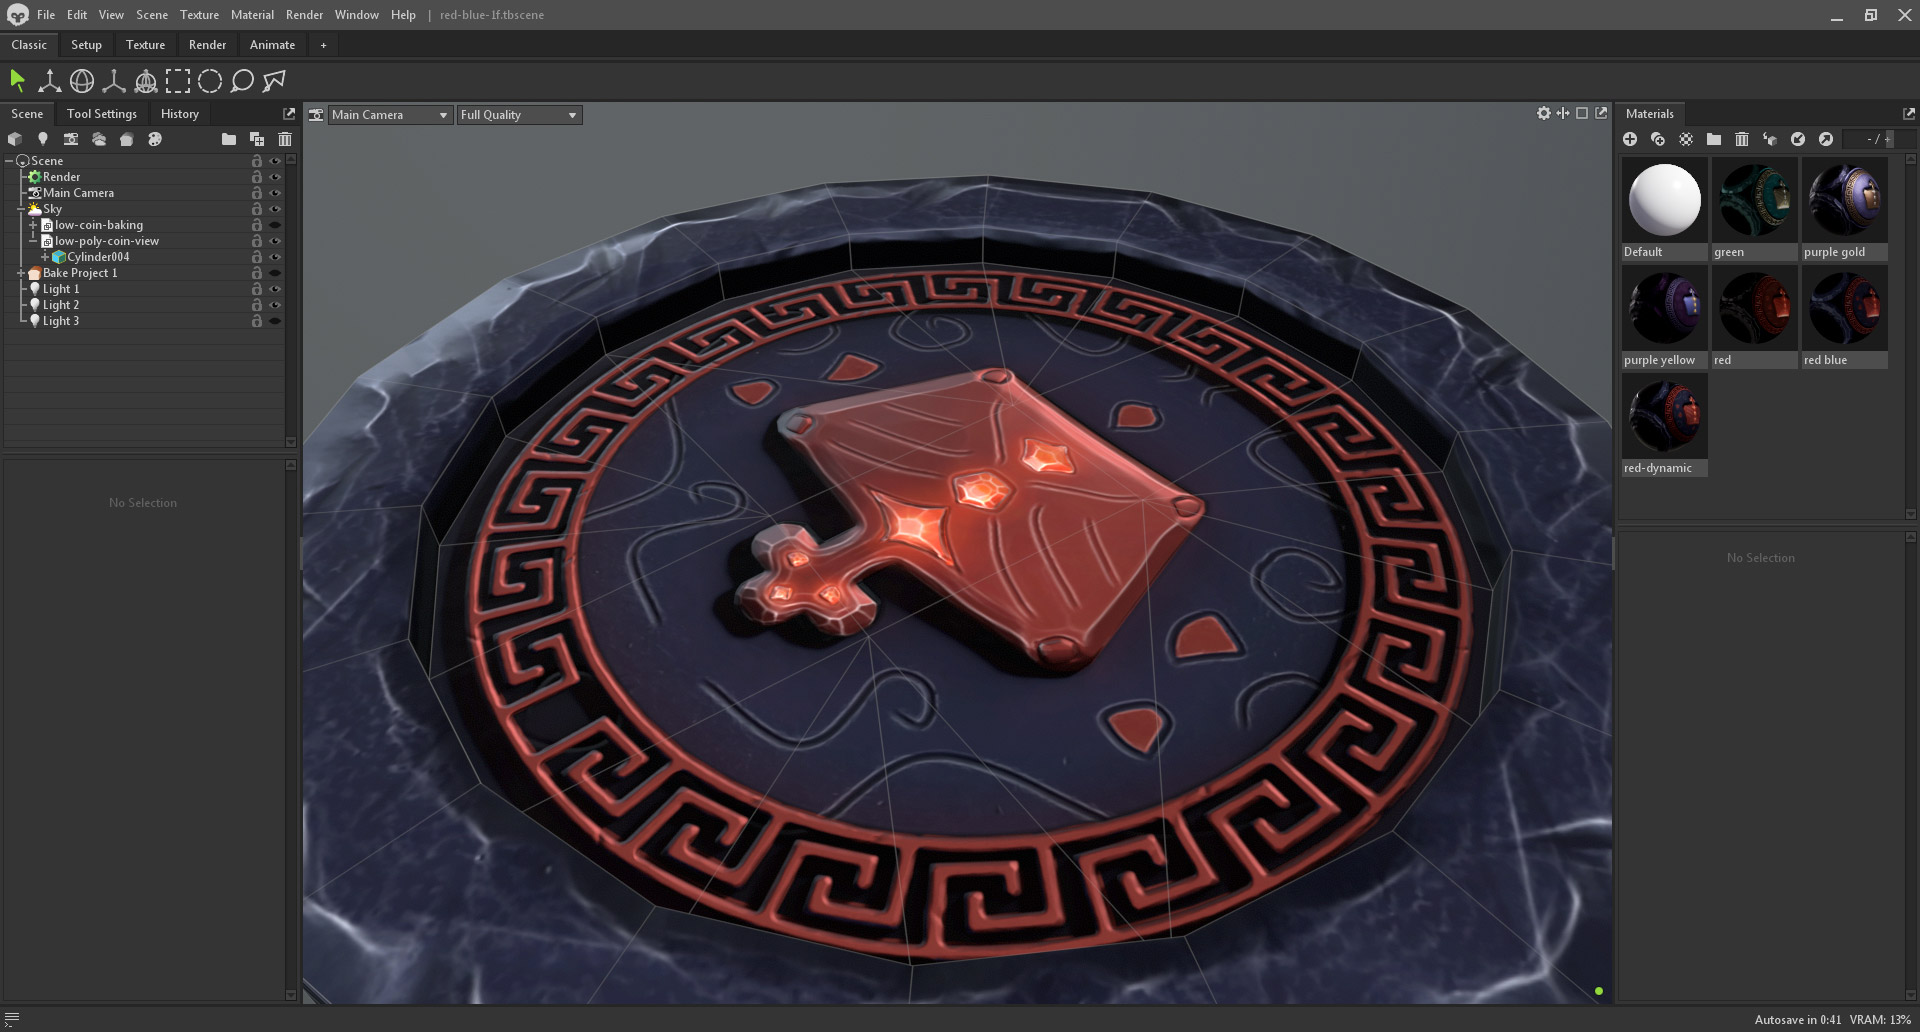 File Edit View Scene Texture Material Render Window Help | red-blue-1f.tbscene
Classic Setup Texture Render Animate +
Scene Tool Settings History
Main Camera Full Quality
Materials
- / +
Scene
Render
Main Camera
Sky
low-coin-baking
low-poly-coin-view
Cylinder004
Bake Project 1
Light 1
Light 2
Light 3
No Selection
Default green purple gold
purple yellow red red blue
red-dynamic
No Selection
Autosave in 0:41 VRAM: 13%